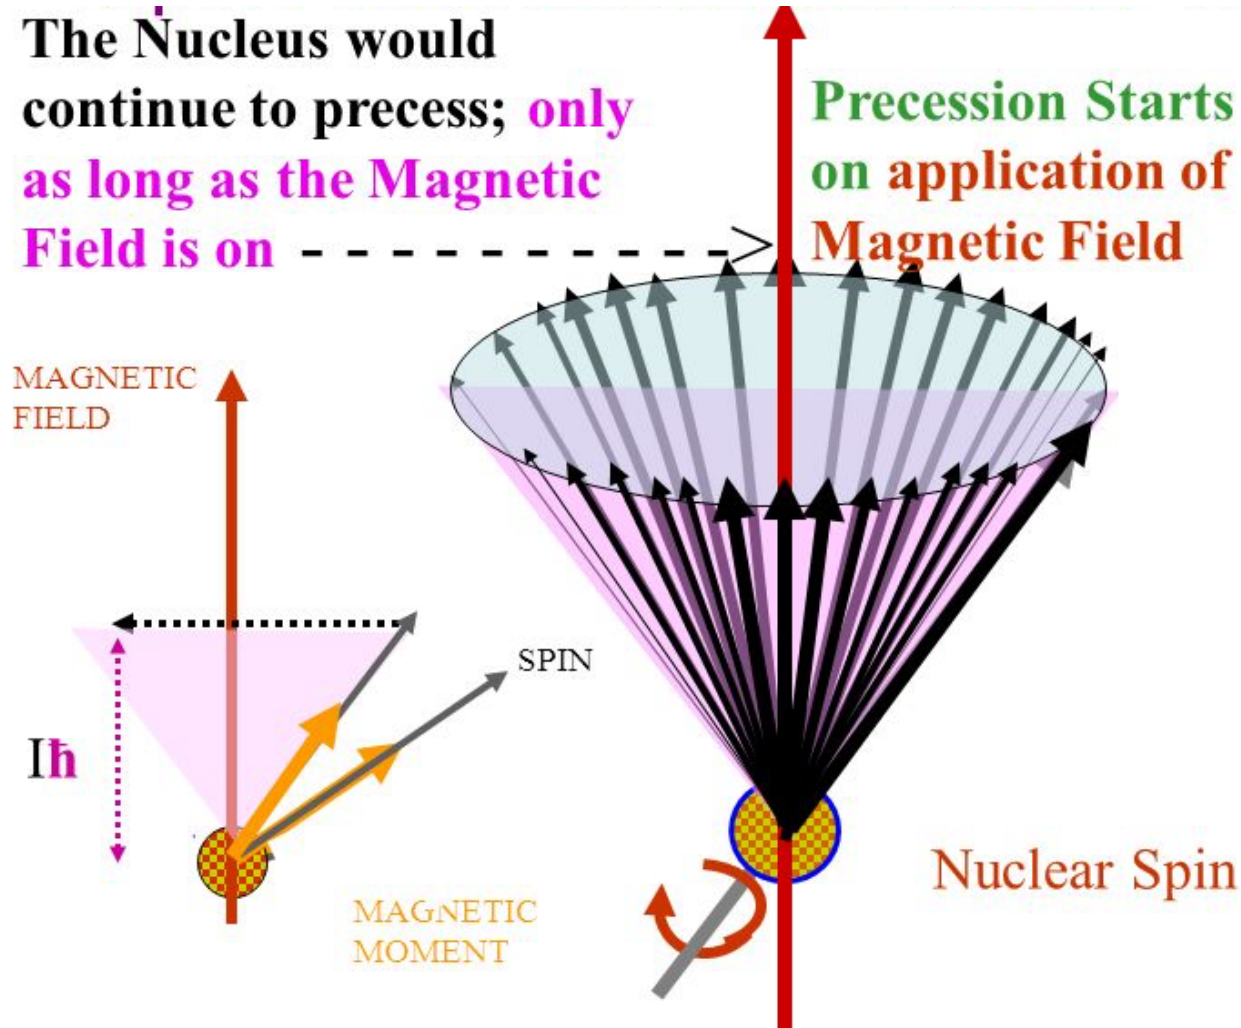 The Nucleus would
continue to precess; only
as long as the Magnetic
Field is on
Precession Starts
on application of
Magnetic Field
MAGNETIC
FIELD
SPIN
Iħ
MAGNETIC
MOMENT
Nuclear Spin